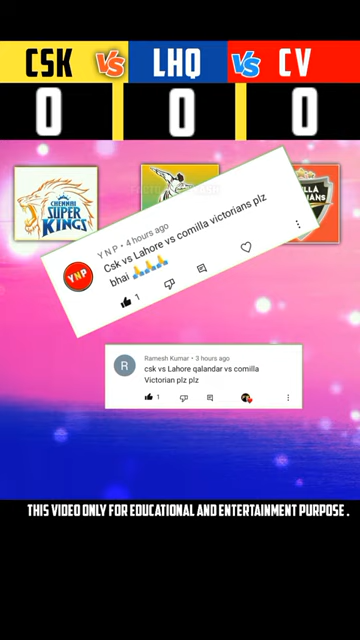 CSK VS LHQ VS CV
0 0 0
CHENNAI
SUPER
KINGS
Y N P • 4 hours ago
Csk vs Lahore vs comilla victorians plz
bhai 🙏🙏🙏
YNP
1
Ramesh Kumar • 3 hours ago
R
csk vs Lahore qalandar vs comilla
Victorian plz plz
1
THIS VIDEO ONLY FOR EDUCATIONAL AND ENTERTAINMENT PURPOSE .